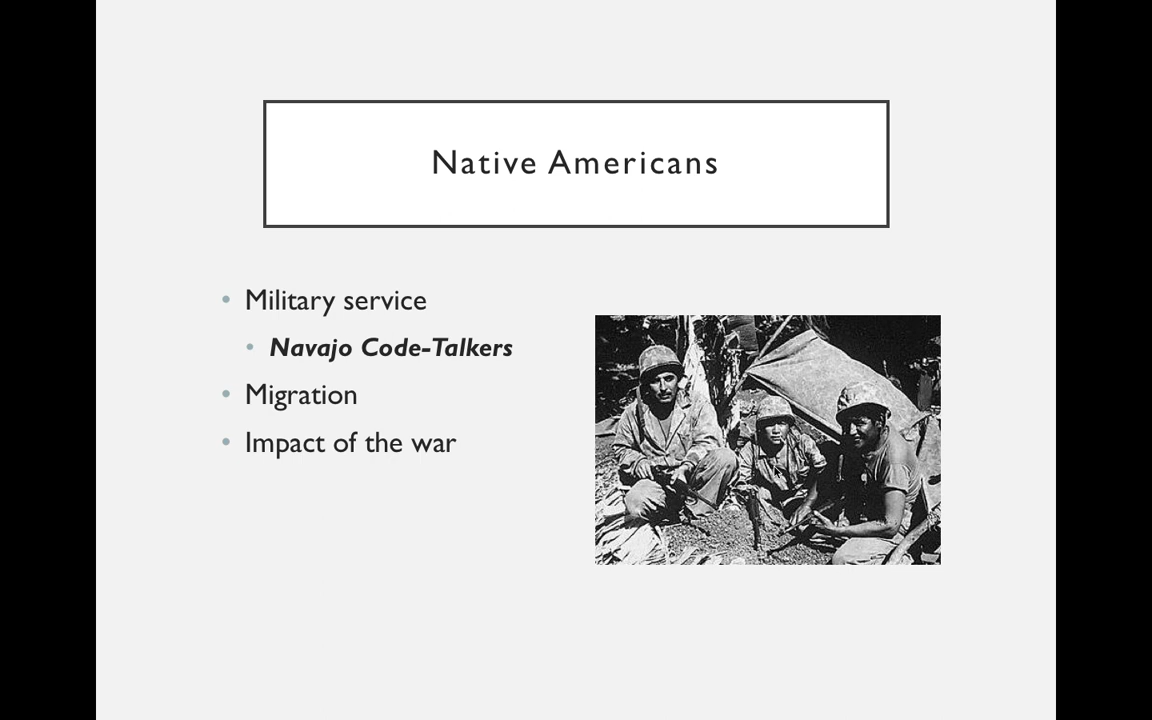 Native Americans
• Military service
• Navajo Code-Talkers
• Migration
• Impact of the war